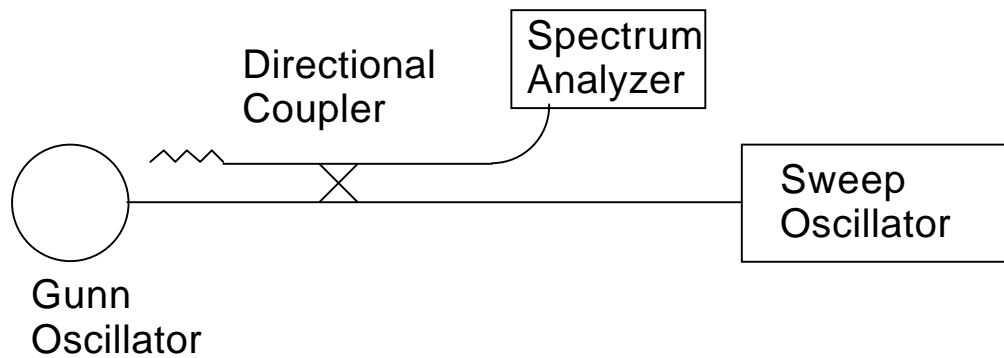 Spectrum
Analyzer
Directional
Coupler
Sweep
Oscillator
Gunn
Oscillator